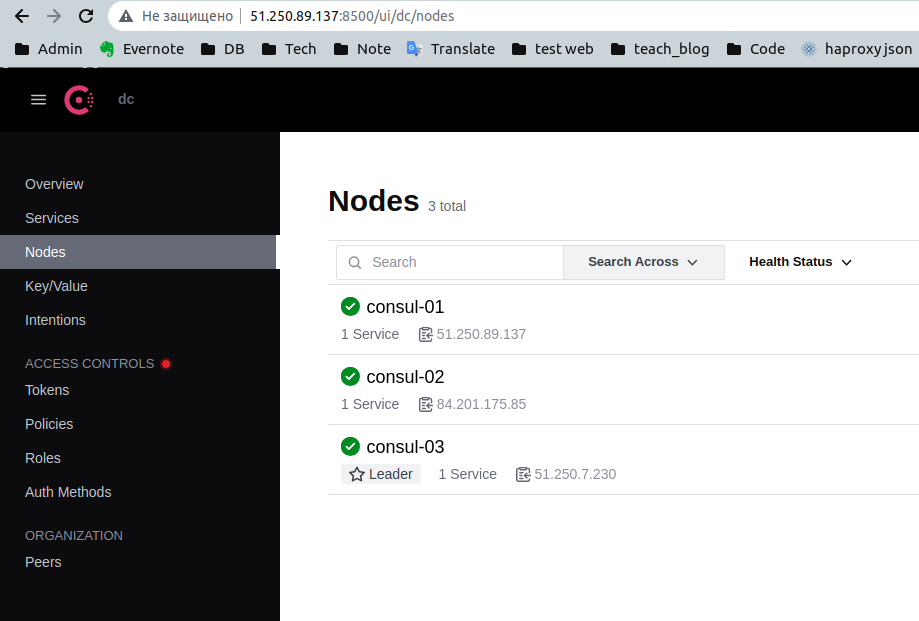 Не защищено 51.250.89.137:8500/ui/dc/nodes
Admin Evernote DB Tech Note Translate test web teach_blog Code haproxy json
dc
Overview
Services
Nodes
Key/Value
Intentions
ACCESS CONTROLS
Tokens
Policies
Roles
Auth Methods
ORGANIZATION
Peers
Nodes 3 total
Search Search Across Health Status
consul-01
1 Service 51.250.89.137
consul-02
1 Service 84.201.175.85
consul-03
Leader 1 Service 51.250.7.230